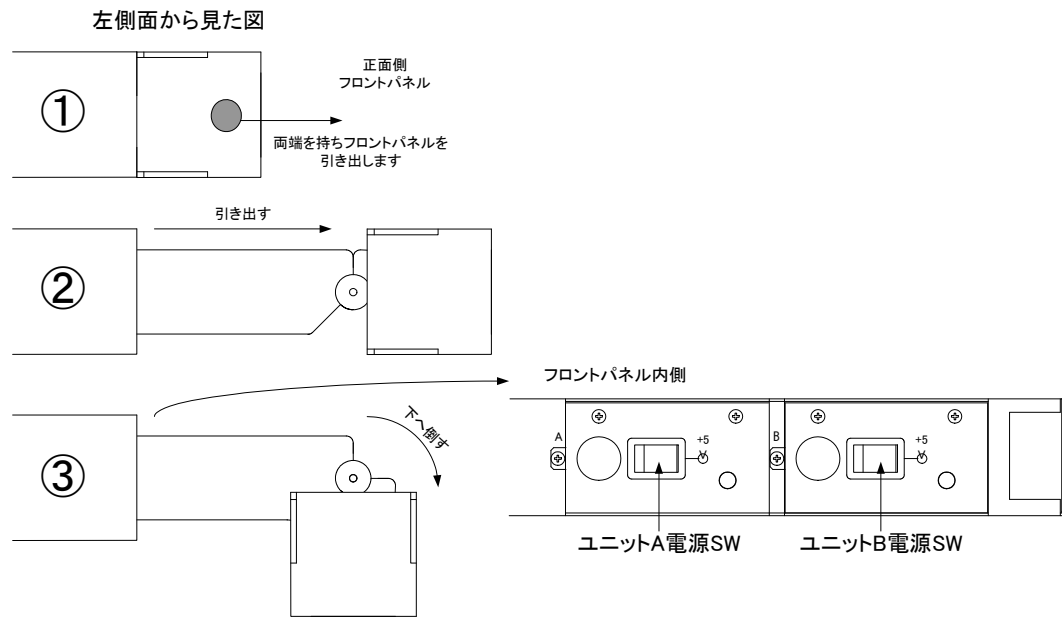 左側面から見た図
①
正面側
フロントパネル
両端を持ちフロントパネルを
引き出します
引き出す
②
フロントパネル内側
③
下へ倒す
A
+5
V
B
+5
V
ユニットA電源SW
ユニットB電源SW